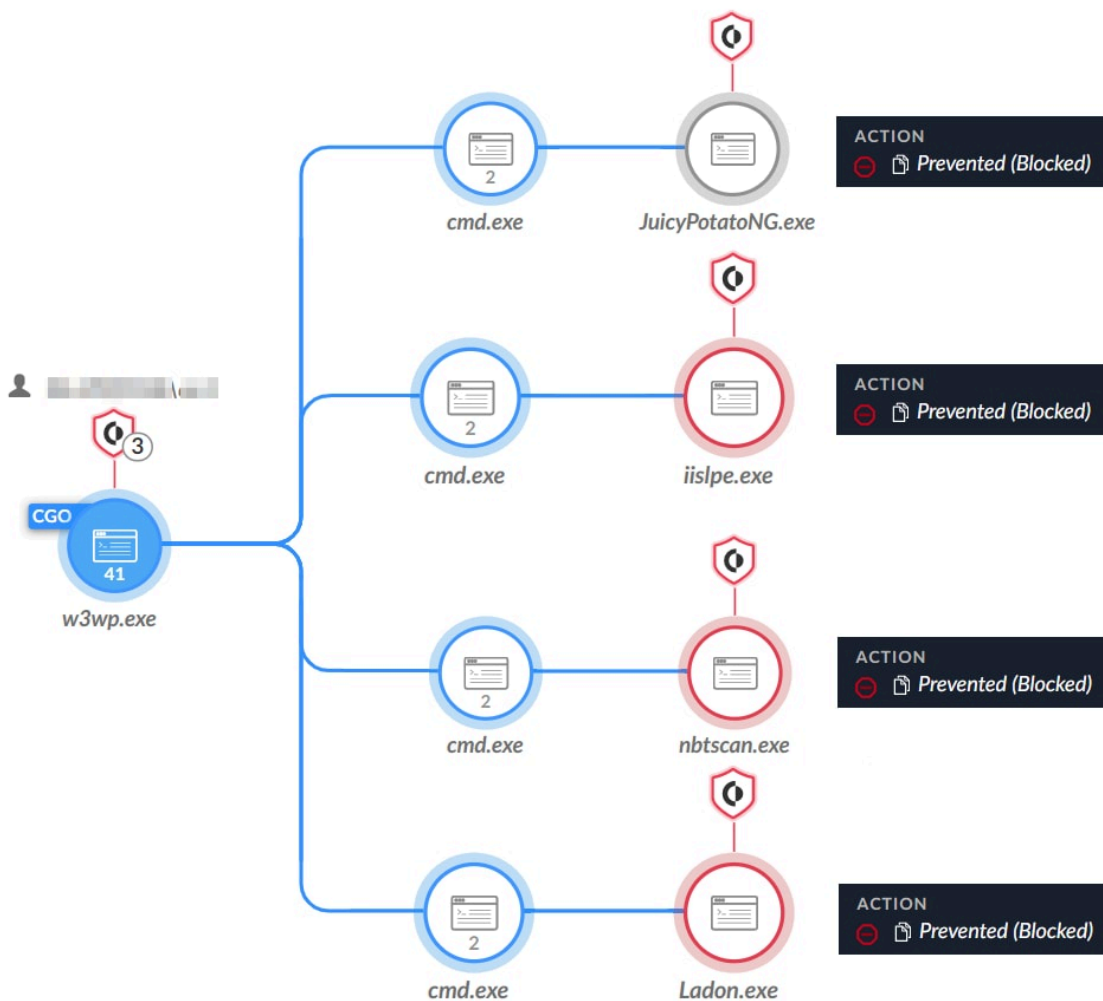 2
cmd.exe
JuicyPotatoNG.exe
ACTION
Prevented (Blocked)
2
cmd.exe
iislpe.exe
ACTION
Prevented (Blocked)
3
CGO
41
w3wp.exe
2
cmd.exe
nbtscan.exe
ACTION
Prevented (Blocked)
2
cmd.exe
Ladon.exe
ACTION
Prevented (Blocked)